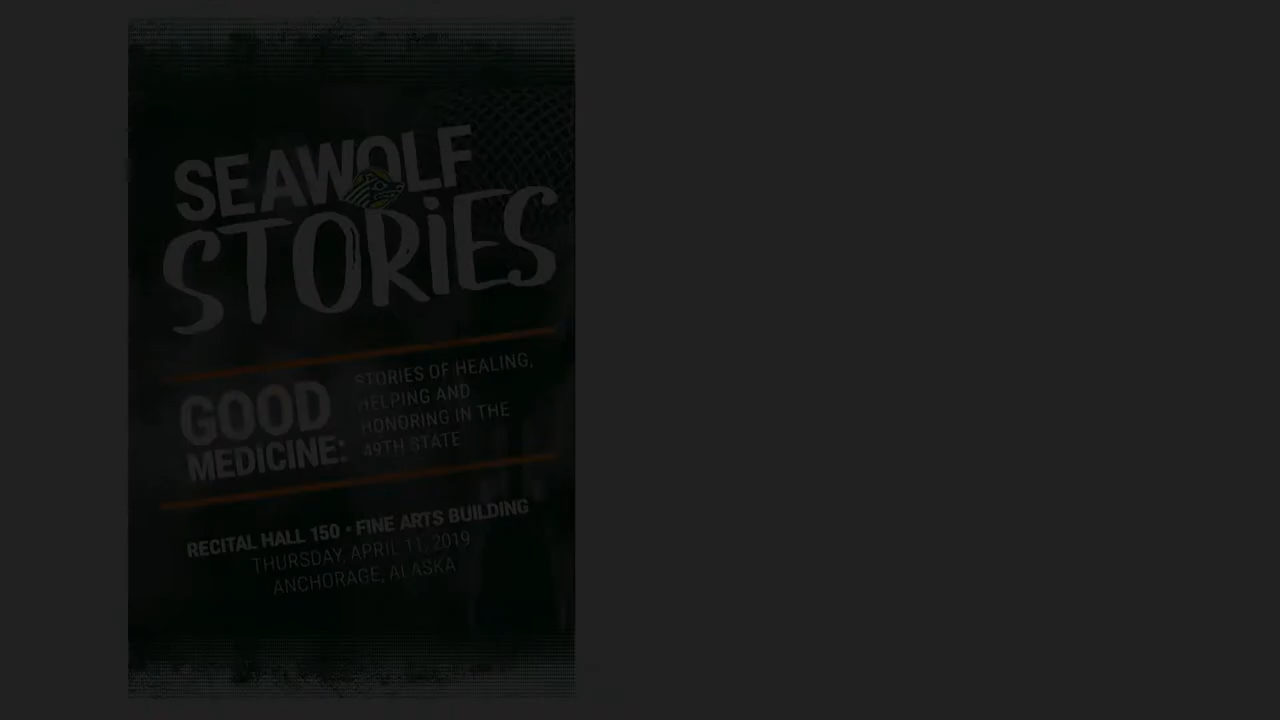 SEAWOLF
STORiES
GOOD
MEDICINE:
STORIES OF HEALING,
HELPING AND
HONORING IN THE
49TH STATE
RECITAL HALL 150 • FINE ARTS BUILDING
THURSDAY, APRIL 11, 2019
ANCHORAGE, ALASKA